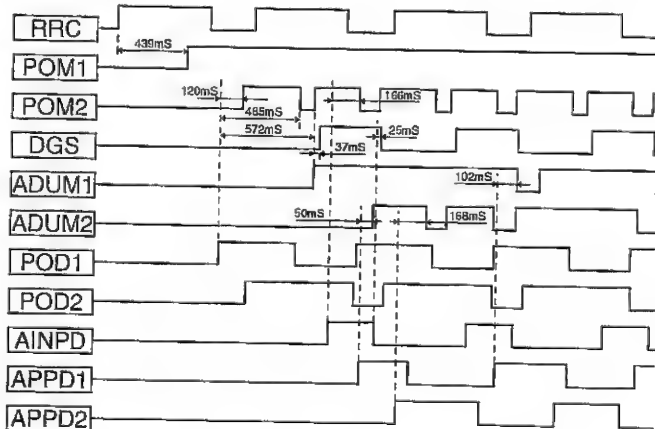 RRC
439mS
POM1
120mS
166mS
POM2
485mS
572mS
25mS
DGS
37mS
ADUM1
102mS
50mS
168mS
ADUM2
POD1
POD2
AINPD
APPD1
APPD2